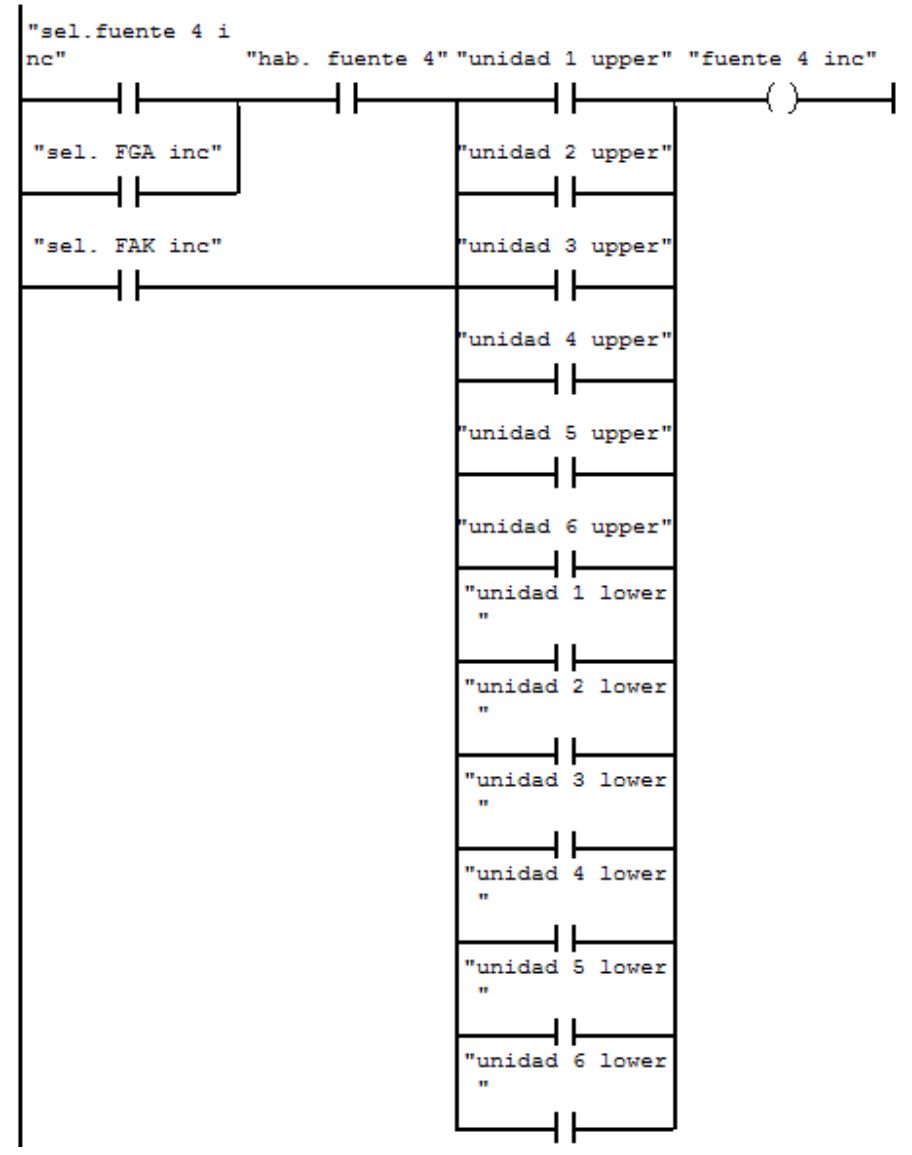 "sel.fuente 4 i
nc"
"hab. fuente 4"
"unidad 1 upper"
"fuente 4 inc"
"sel. FGA inc"
"unidad 2 upper"
"sel. FAK inc"
"unidad 3 upper"
"unidad 4 upper"
"unidad 5 upper"
"unidad 6 upper"
"unidad 1 lower
"
"unidad 2 lower
"
"unidad 3 lower
"
"unidad 4 lower
"
"unidad 5 lower
"
"unidad 6 lower
"